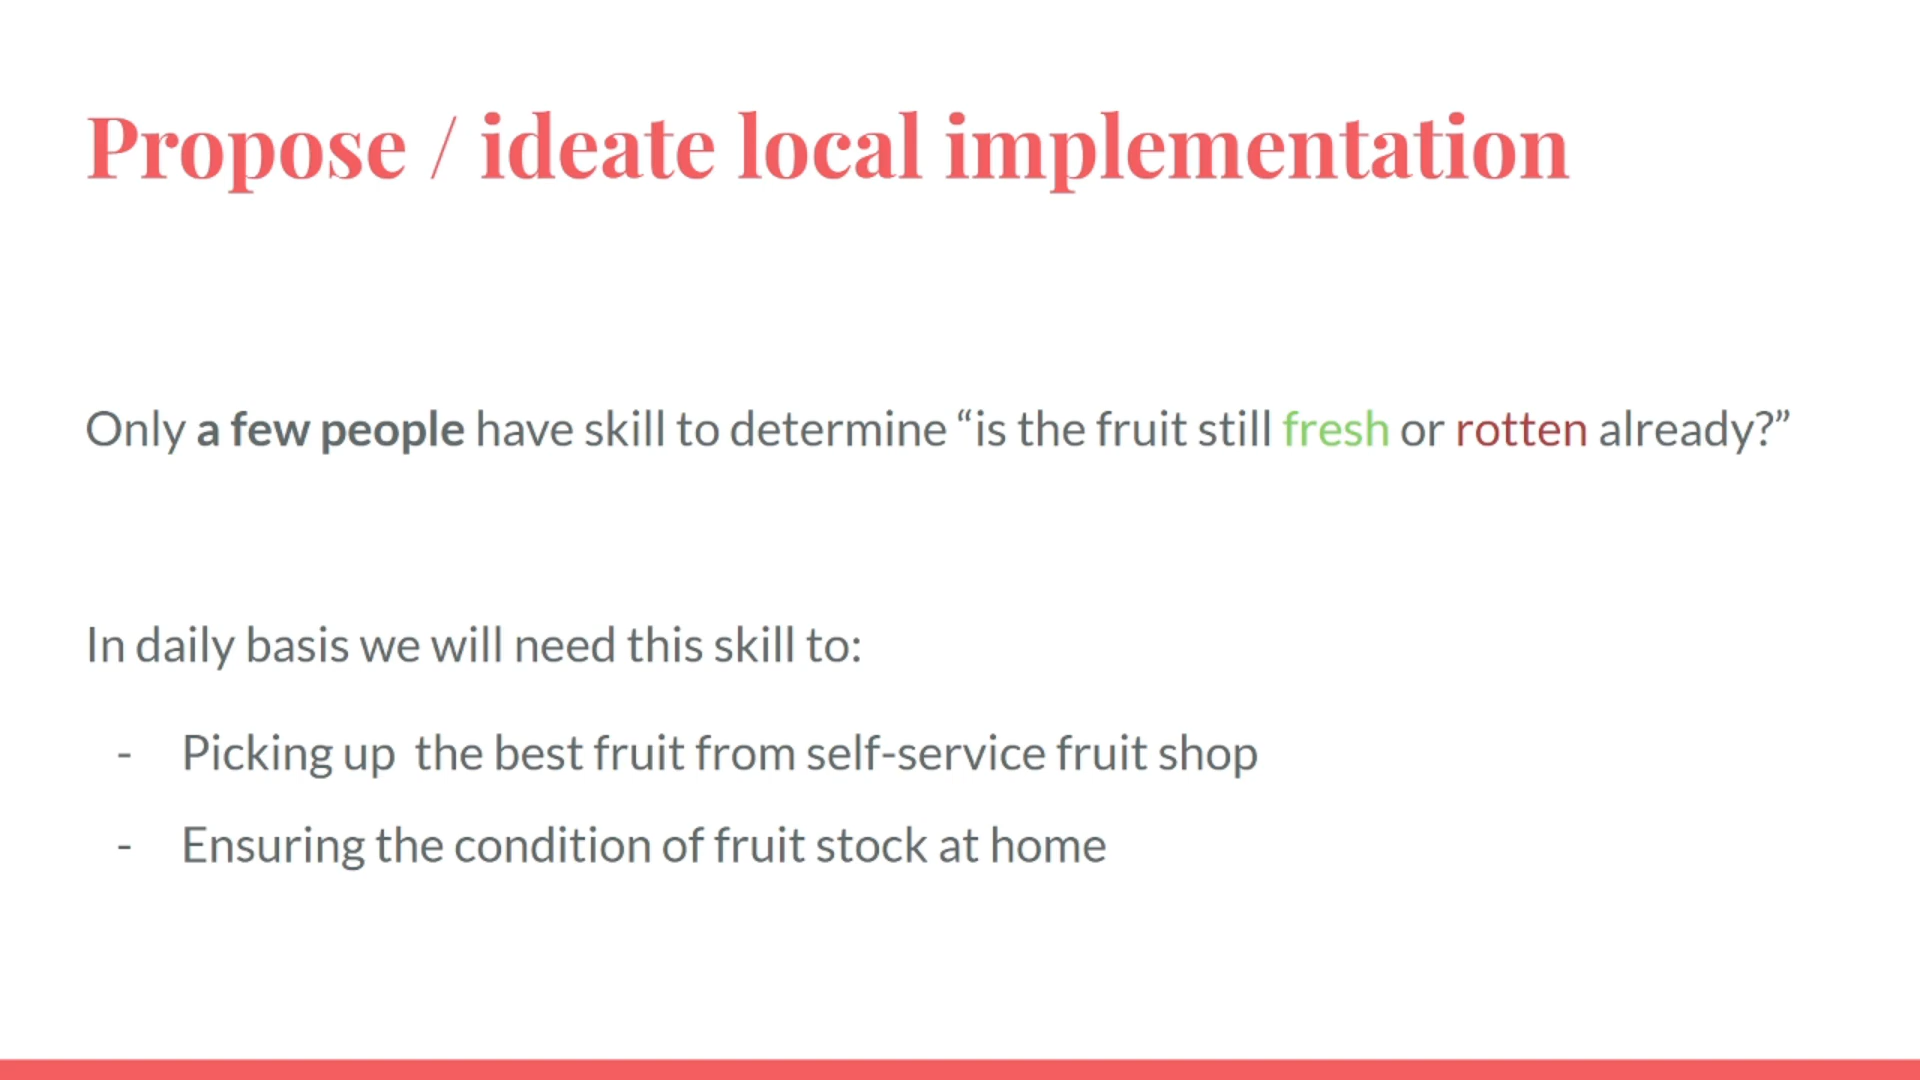 Propose / ideate local implementation
Only a few people have skill to determine “is the fruit still fresh or rotten already?”
In daily basis we will need this skill to:
- Picking up  the best fruit from self-service fruit shop
- Ensuring the condition of fruit stock at home